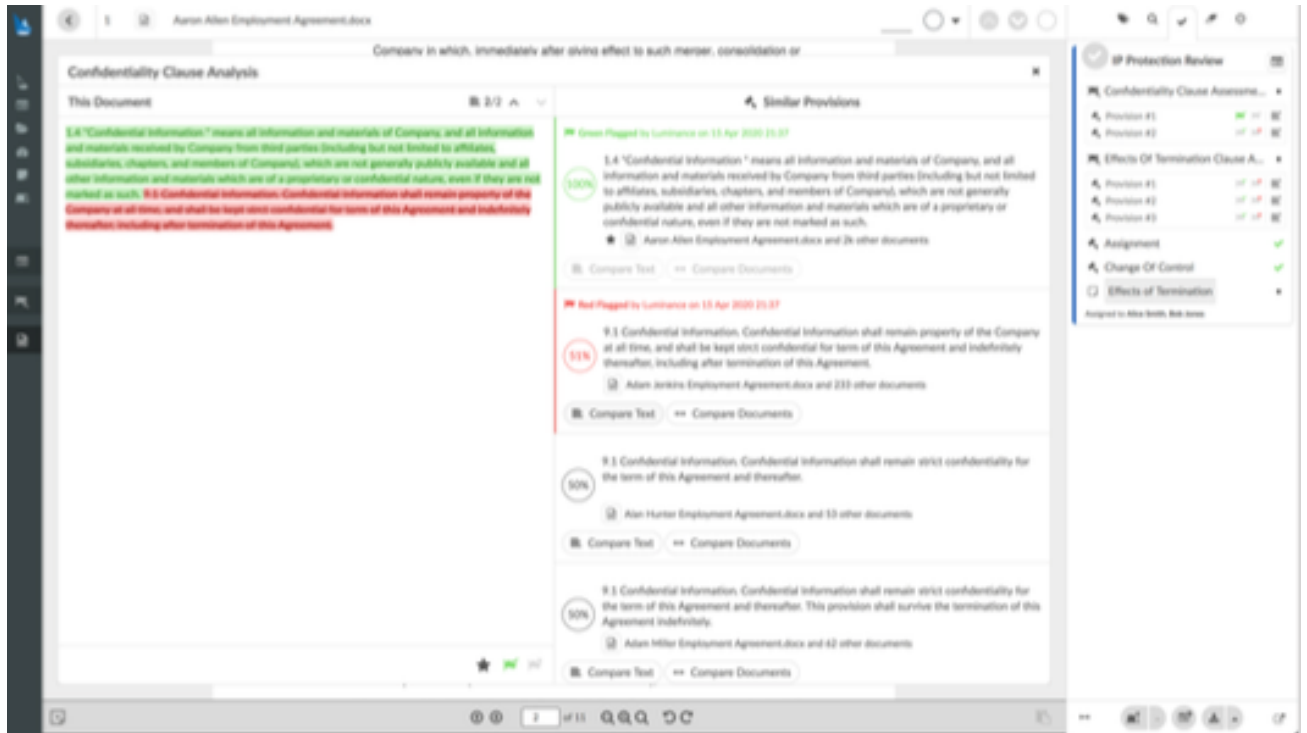 1 Aaron Allen Employment Agreement.docx
Company in which, immediately after giving effect to such merger, consolidation or
Confidentiality Clause Analysis
This Document 2/2
1.4 "Confidential Information " means all information and materials of Company, and all information
and materials received by Company from third parties (including but not limited to affiliates,
subsidiaries, chapters, and members of Company), which are not generally publicly available and all
other information and materials which are of a proprietary or confidential nature, even if they are not
marked as such. 9.1 Confidential Information. Confidential Information shall remain property of the
Company at all time, and shall be kept strict confidential for term of this Agreement and indefinitely
thereafter, including after termination of this Agreement.
Similar Provisions
Green Flagged by Luminance on 15 Apr 2020 21:37
100%
1.4 "Confidential Information " means all information and materials of Company, and all
information and materials received by Company from third parties (including but not limited
to affiliates, subsidiaries, chapters, and members of Company), which are not generally
publicly available and all other information and materials which are of a proprietary or
confidential nature, even if they are not marked as such.
Aaron Allen Employment Agreement.docx and 2k other documents
Compare Text Compare Documents
Red Flagged by Luminance on 15 Apr 2020 21:37
51%
9.1 Confidential Information. Confidential Information shall remain property of the Company
at all time, and shall be kept strict confidential for term of this Agreement and indefinitely
thereafter, including after termination of this Agreement.
Adam Jenkins Employment Agreement.docx and 233 other documents
Compare Text Compare Documents
50%
9.1 Confidential Information. Confidential Information shall remain strict confidentiality for
the term of this Agreement and thereafter.
Alan Hunter Employment Agreement.docx and 53 other documents
Compare Text Compare Documents
50%
9.1 Confidential Information. Confidential Information shall remain strict confidentiality for
the term of this Agreement and thereafter. This provision shall survive the termination of this
Agreement indefinitely.
Adam Miller Employment Agreement.docx and 62 other documents
Compare Text Compare Documents
2 of 11
IP Protection Review
Confidentiality Clause Assessme...
Provision #1
Provision #2
Effects Of Termination Clause A...
Provision #1
Provision #2
Provision #3
Assignment
Change Of Control
Effects of Termination
Assigned to Alice Smith, Bob Jones